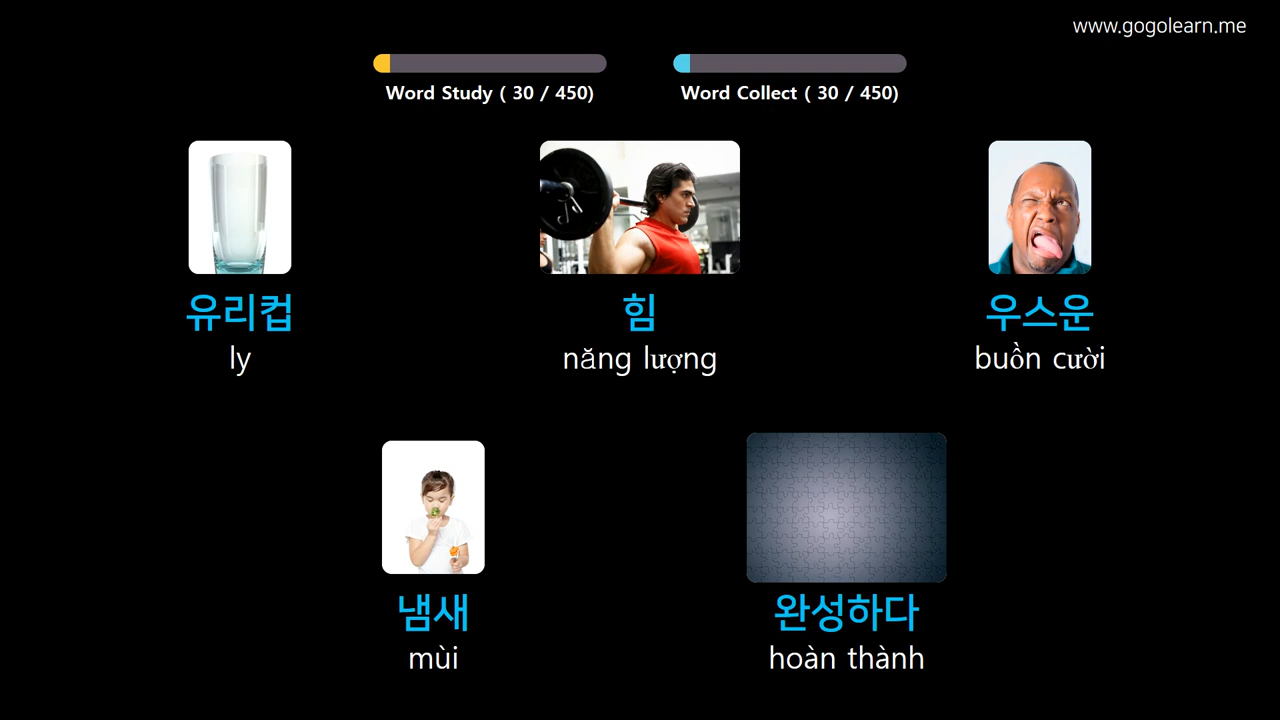 www.gogolearn.me
Word Study ( 30 / 450)
Word Collect ( 30 / 450)
유리컵
ly
힘
năng lượng
우스운
buồn cười
냄새
mùi
완성하다
hoàn thành